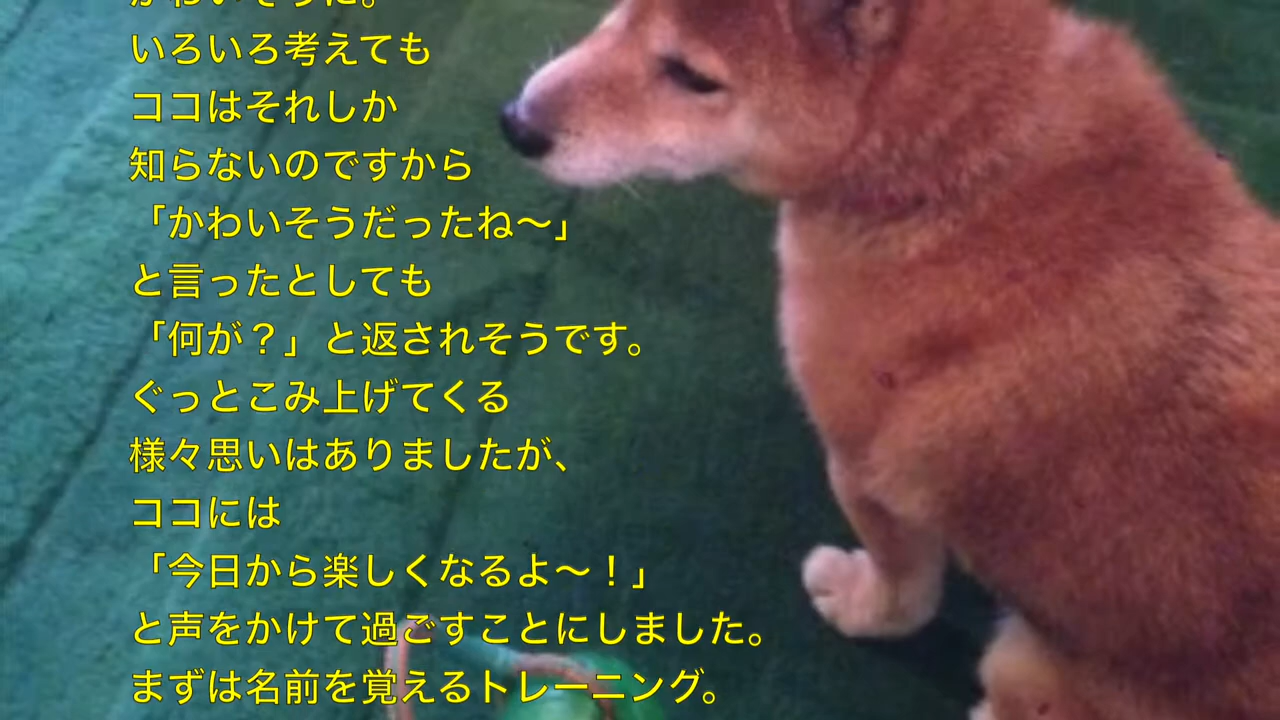 かわいそうに。
いろいろ考えても
ココはそれしか
知らないのですから
「かわいそうだったね〜」
と言ったとしても
「何が？」と返されそうです。
ぐっとこみ上げてくる
様々思いはありましたが、
ココには
「今日から楽しくなるよ〜！」
と声をかけて過ごすことにしました。
まずは名前を覚えるトレーニング。